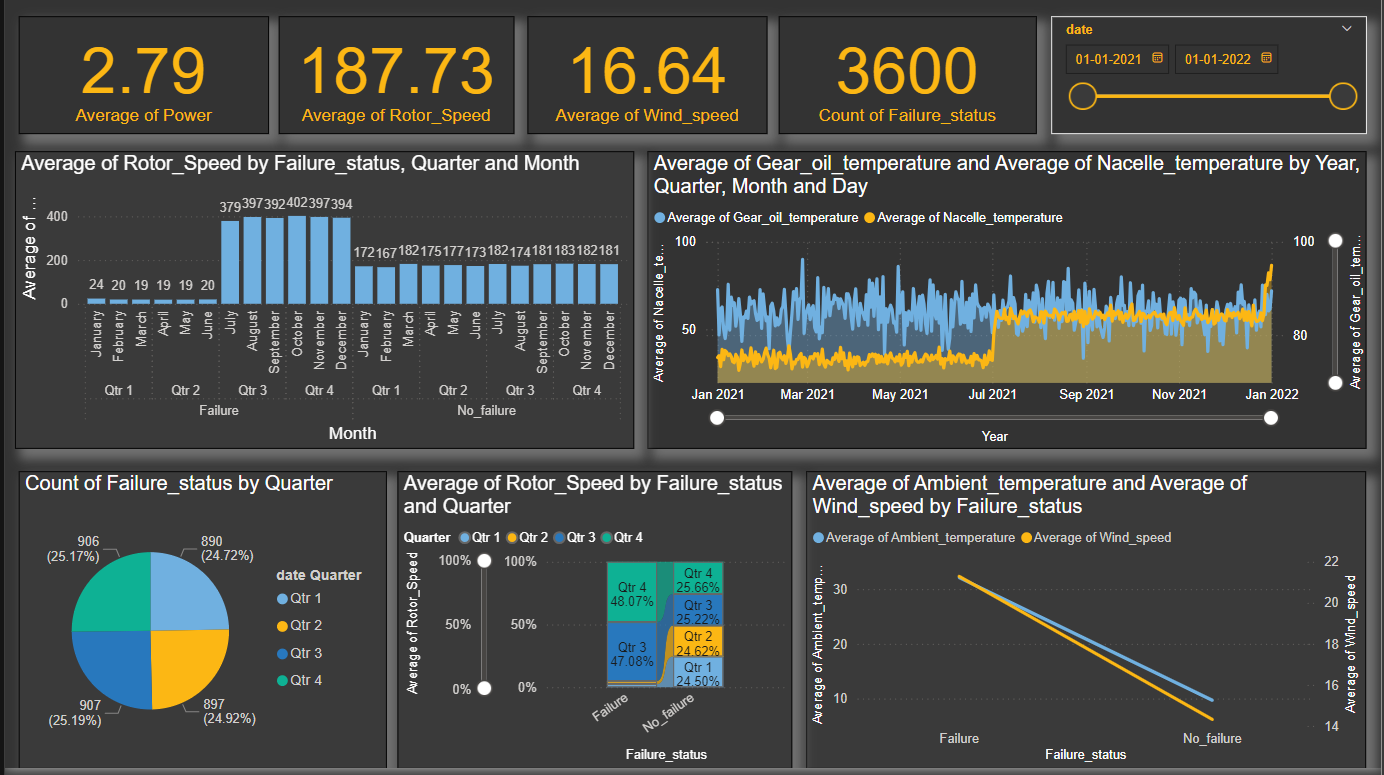 2.79
Average of Power
187.73
Average of Rotor_Speed
16.64
Average of Wind_speed
3600
Count of Failure_status
date
01-01-2021
01-01-2022
Average of Rotor_Speed by Failure_status, Quarter and Month
Average of ...
400
200
0
24 20 19 19 19 20 379 397 392 402 397 394 172 167 182 175 177 173 182 174 181 183 182 181
January February March April May June July August September October November December January February March April May June July August September October November December
Qtr 1 Qtr 2 Qtr 3 Qtr 4 Qtr 1 Qtr 2 Qtr 3 Qtr 4
Failure No_failure
Month
Average of Gear_oil_temperature and Average of Nacelle_temperature by Year,
Quarter, Month and Day
Average of Gear_oil_temperature Average of Nacelle_temperature
Average of Nacelle_te...
100
50
100
80
Average of Gear_oil_tem...
Jan 2021 Mar 2021 May 2021 Jul 2021 Sep 2021 Nov 2021 Jan 2022
Year
Count of Failure_status by Quarter
906
(25.17%)
890
(24.72%)
907
(25.19%)
897
(24.92%)
date Quarter
Qtr 1
Qtr 2
Qtr 3
Qtr 4
Average of Rotor_Speed by Failure_status
and Quarter
Quarter Qtr 1 Qtr 2 Qtr 3 Qtr 4
Average of Rotor_Speed
100%
50%
0%
100%
50%
0%
Qtr 4
48.07%
Qtr 3
47.08%
Qtr 4
25.66%
Qtr 3
25.22%
Qtr 2
24.62%
Qtr 1
24.50%
Failure
No_failure
Failure_status
Average of Ambient_temperature and Average of
Wind_speed by Failure_status
Average of Ambient_temperature Average of Wind_speed
Average of Ambient_temp...
30
20
10
22
20
18
16
14
Average of Wind_speed
Failure No_failure
Failure_status